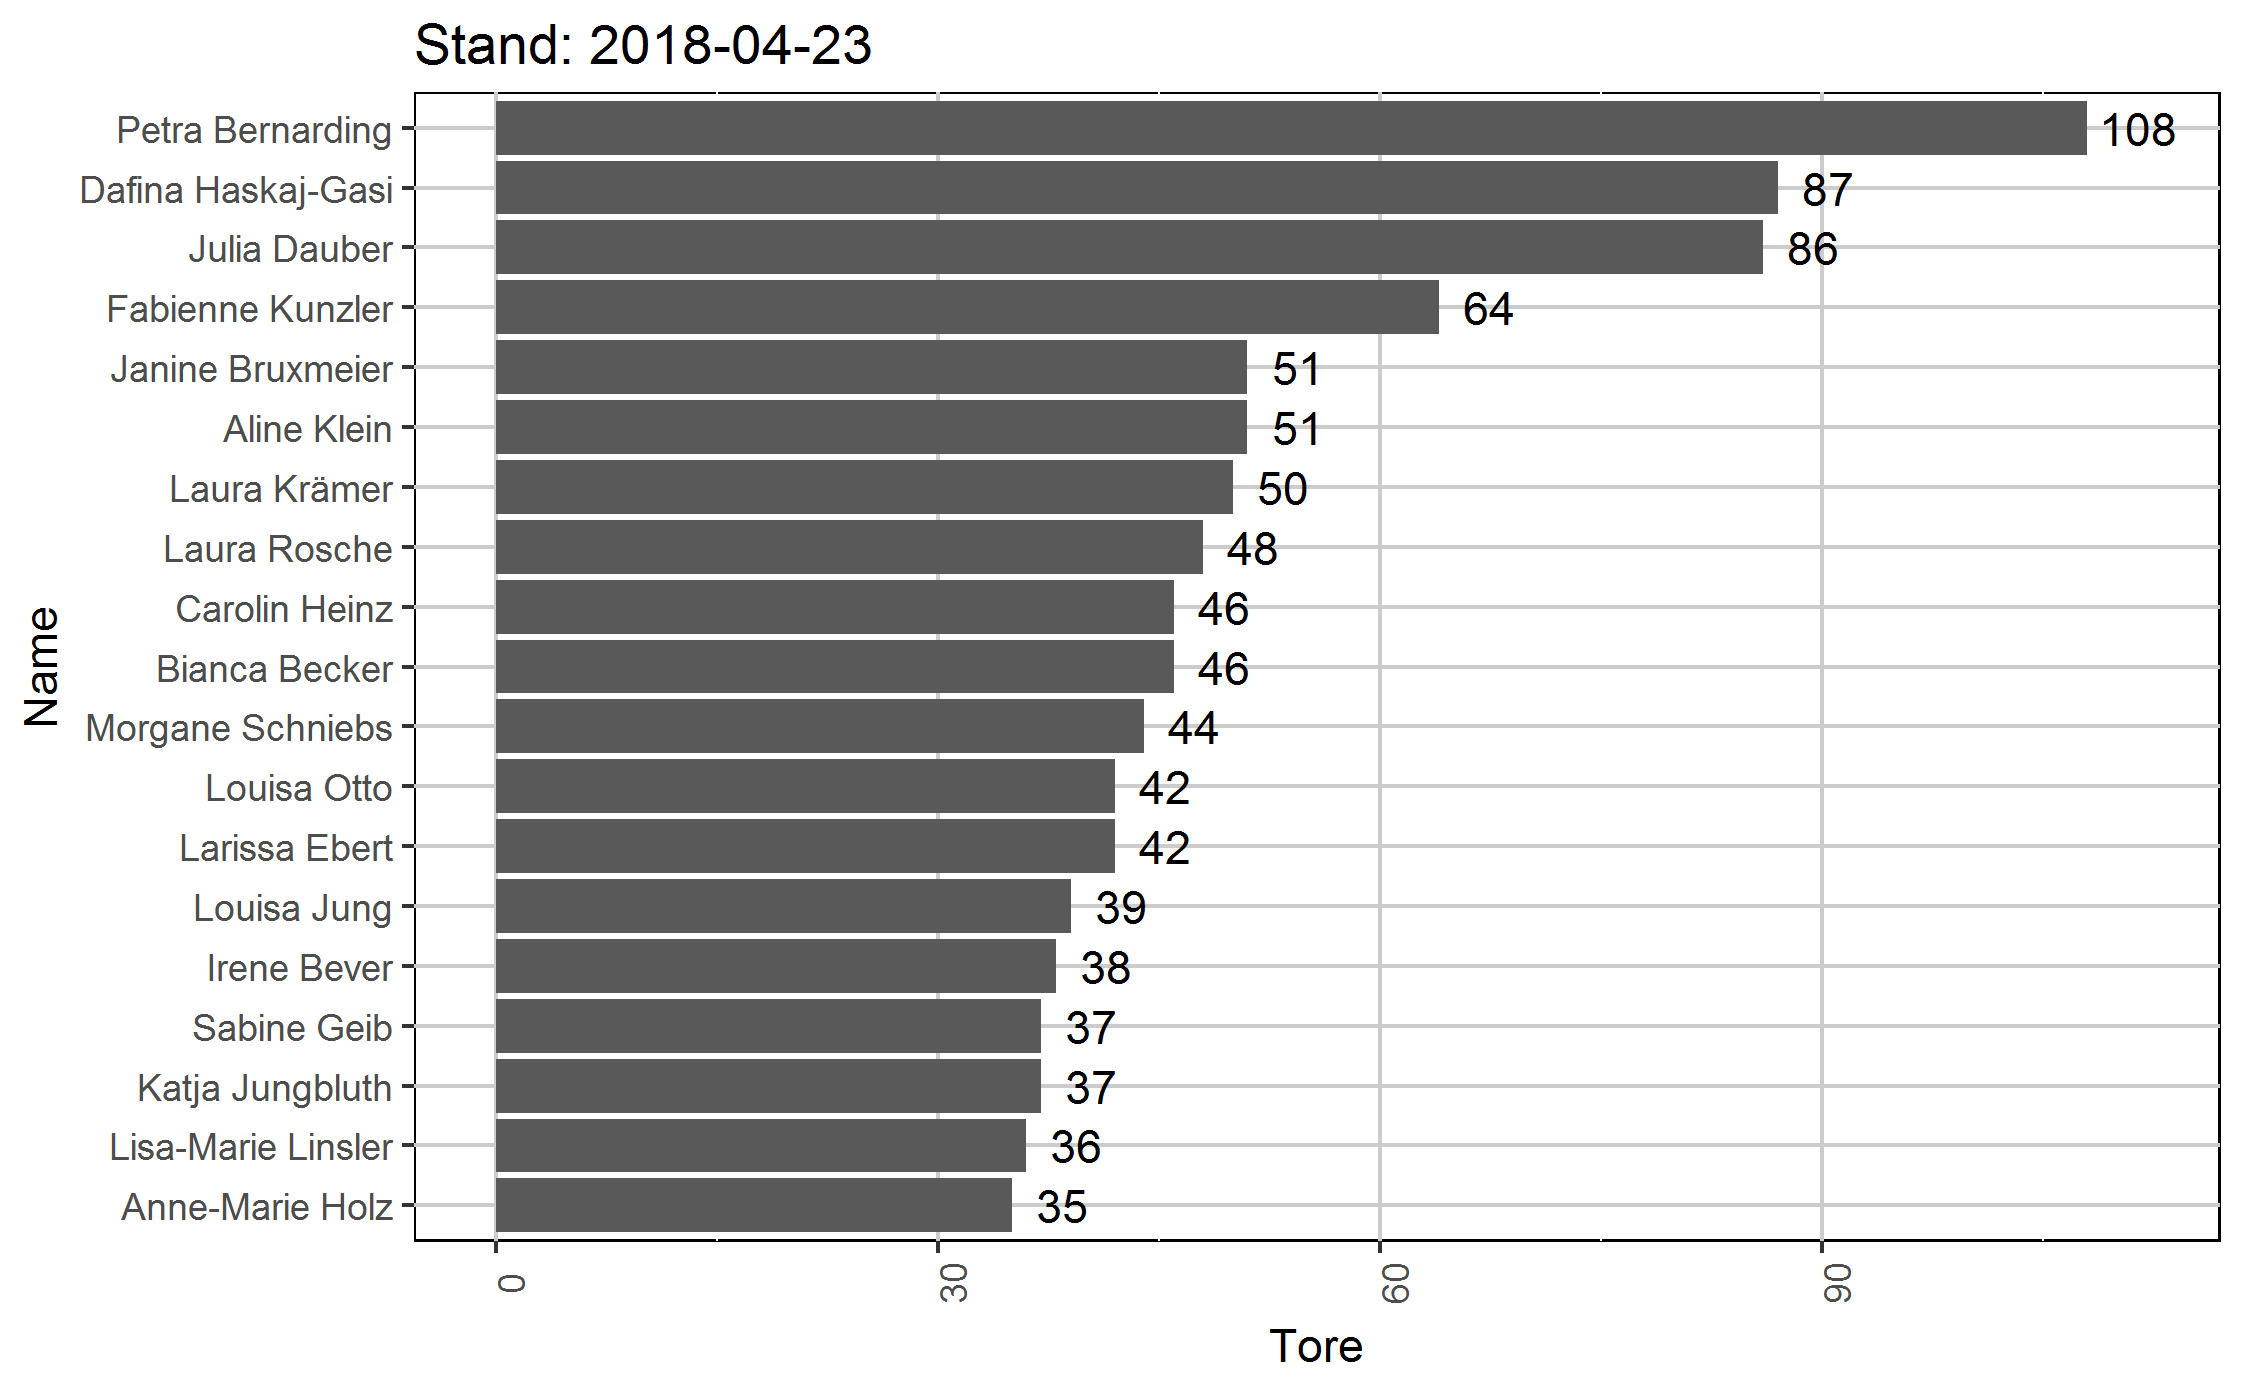 Stand: 2018-04-23
Petra Bernarding 108
Dafina Haskaj-Gasi 87
Julia Dauber 86
Fabienne Kunzler 64
Janine Bruxmeier 51
Aline Klein 51
Laura Krämer 50
Laura Rosche 48
Carolin Heinz 46
Bianca Becker 46
Morgane Schniebs 44
Louisa Otto 42
Larissa Ebert 42
Louisa Jung 39
Irene Bever 38
Sabine Geib 37
Katja Jungbluth 37
Lisa-Marie Linsler 36
Anne-Marie Holz 35
Name
0 30 60 90
Tore